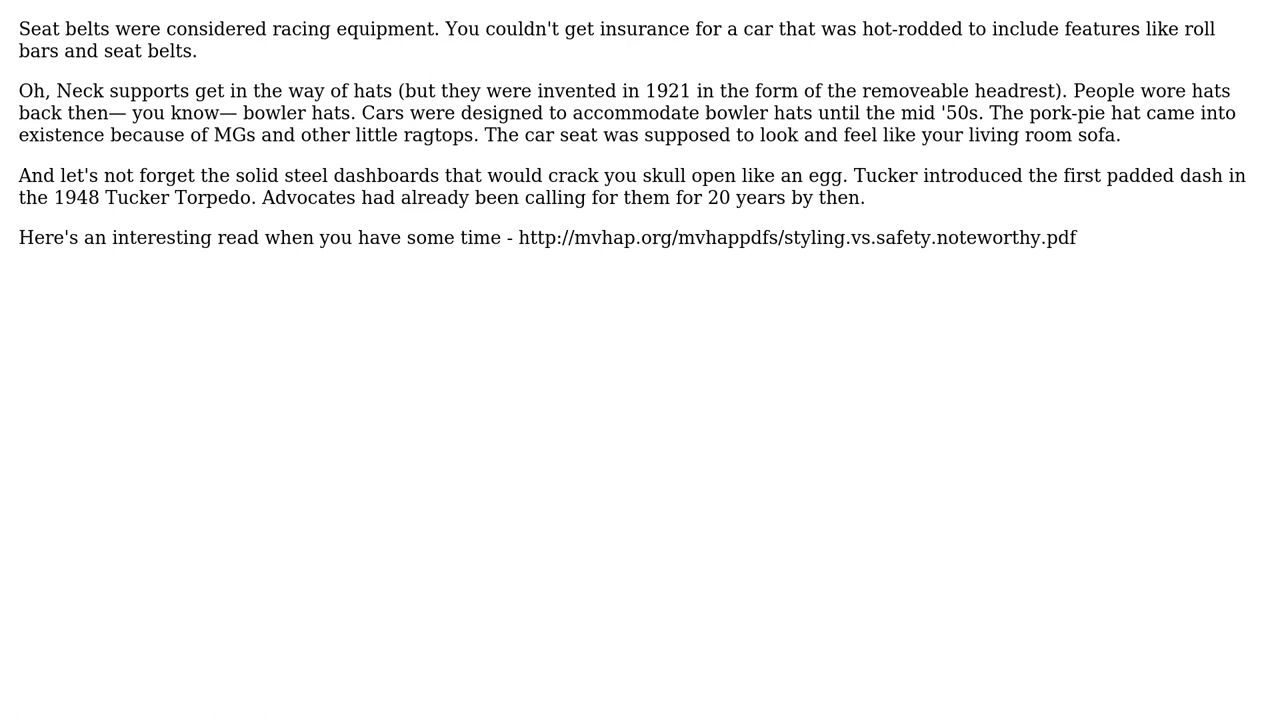 Seat belts were considered racing equipment. You couldn't get insurance for a car that was hot-rodded to include features like roll
bars and seat belts.
Oh, Neck supports get in the way of hats (but they were invented in 1921 in the form of the removeable headrest). People wore hats
back then— you know— bowler hats. Cars were designed to accommodate bowler hats until the mid '50s. The pork-pie hat came into
existence because of MGs and other little ragtops. The car seat was supposed to look and feel like your living room sofa.
And let's not forget the solid steel dashboards that would crack you skull open like an egg. Tucker introduced the first padded dash in
the 1948 Tucker Torpedo. Advocates had already been calling for them for 20 years by then.
Here's an interesting read when you have some time - http://mvhap.org/mvhappdfs/styling.vs.safety.noteworthy.pdf